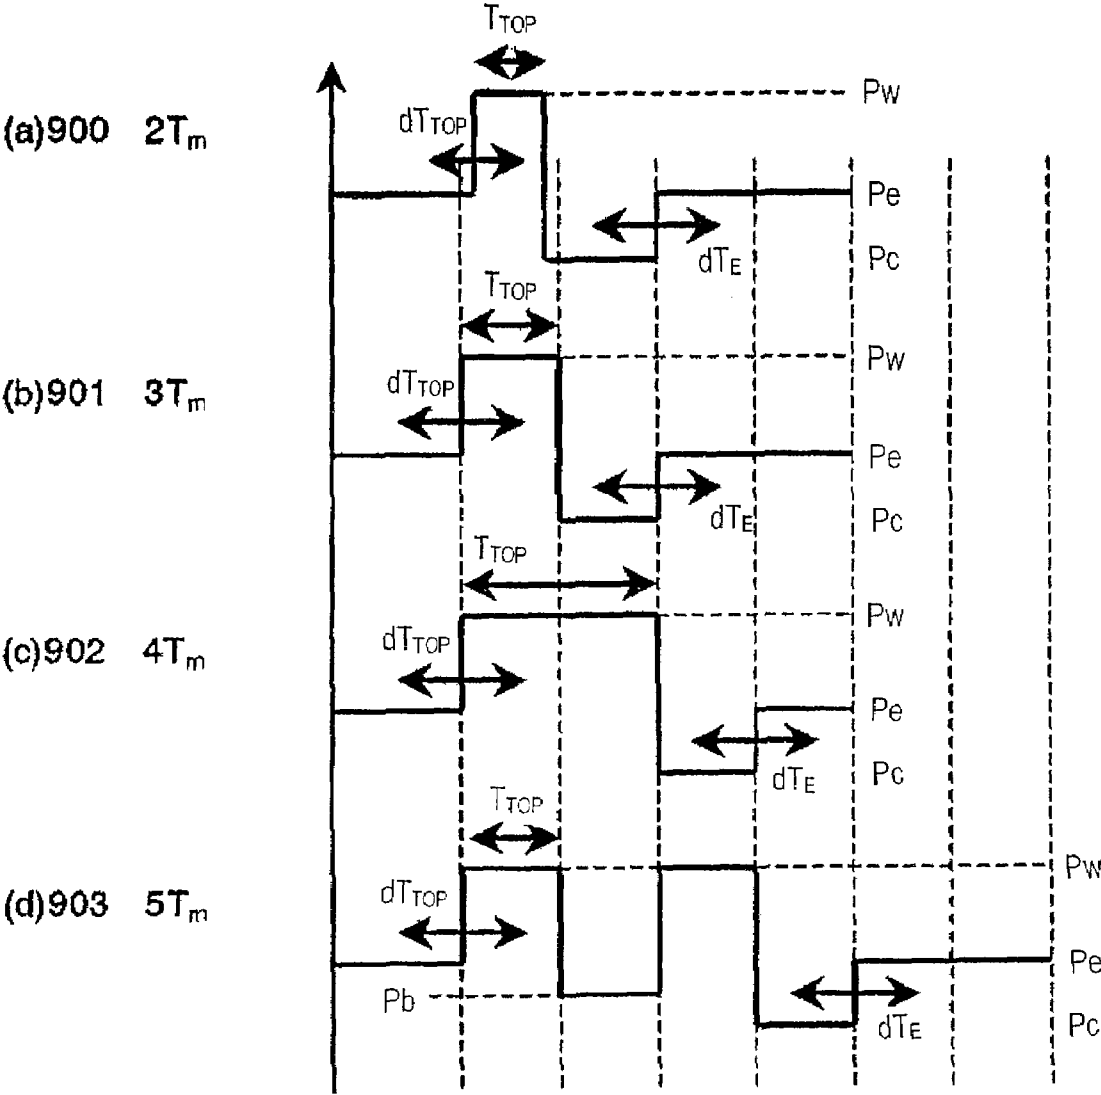 TTOP
Pw
(a)900 2Tm
dTTOP
Pe
dTE
Pc
TTOP
Pw
(b)901 3Tm
dTTOP
Pe
dTE
Pc
TTOP
Pw
(c)902 4Tm
dTTOP
Pe
dTE
Pc
TTOP
Pw
(d)903 5Tm
dTTOP
Pe
Pb
dTE
Pc